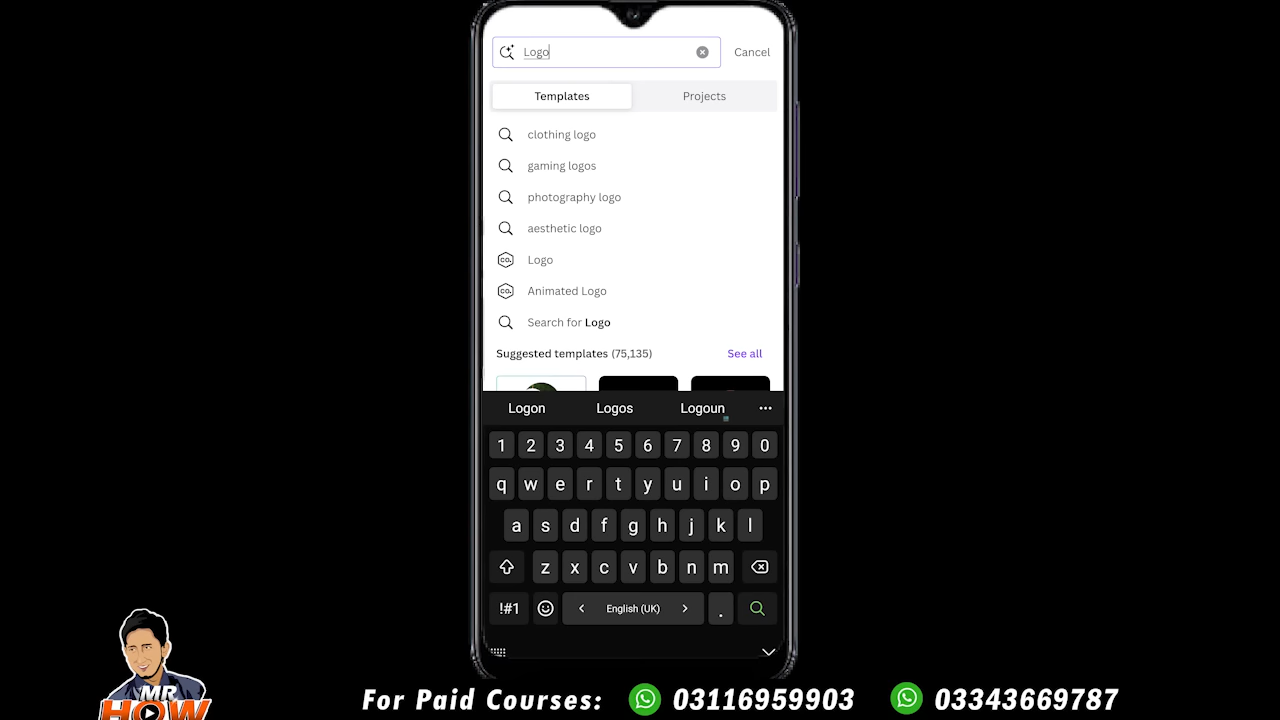 Logo
Cancel
Templates
Projects
clothing logo
gaming logos
photography logo
aesthetic logo
CO. Logo
CO. Animated Logo
Search for Logo
Suggested templates (75,135)
See all
Logon Logos Logoun
1 2 3 4 5 6 7 8 9 0
q w e r t y u i o p
a s d f g h j k l
z x c v b n m
!#1 < English (UK) > .
MR
HOW
For Paid Courses: 03116959903 03343669787